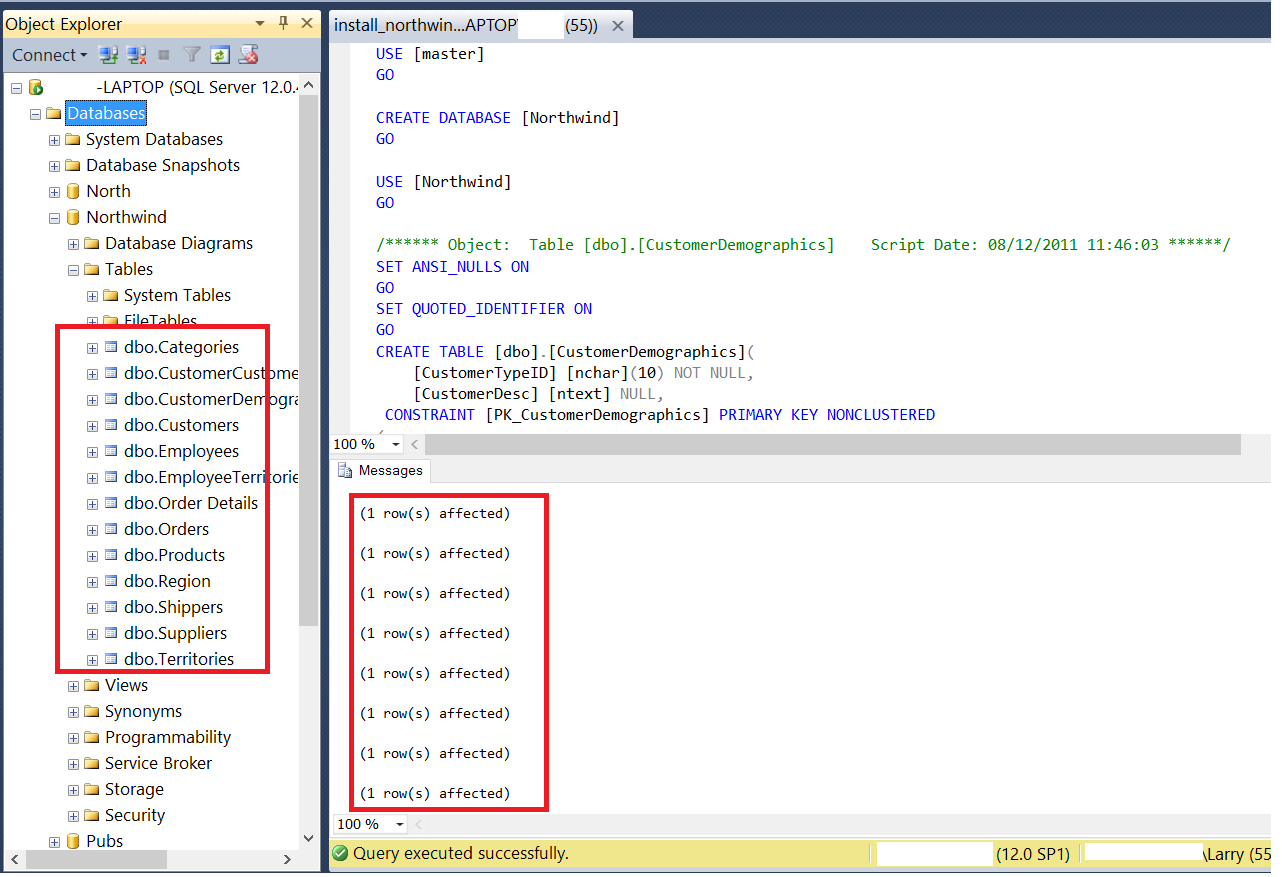 Object Explorer
Connect
-LAPTOP (SQL Server 12.0.
Databases
System Databases
Database Snapshots
North
Northwind
Database Diagrams
Tables
System Tables
FileTables
dbo.Categories
dbo.CustomerCustome
dbo.CustomerDemogra
dbo.Customers
dbo.Employees
dbo.EmployeeTerritorie
dbo.Order Details
dbo.Orders
dbo.Products
dbo.Region
dbo.Shippers
dbo.Suppliers
dbo.Territories
Views
Synonyms
Programmability
Service Broker
Storage
Security
Pubs
install_northwin...APTOP (55))
USE [master]
GO
CREATE DATABASE [Northwind]
GO
USE [Northwind]
GO
/****** Object:  Table [dbo].[CustomerDemographics]    Script Date: 08/12/2011 11:46:03 ******/
SET ANSI_NULLS ON
GO
SET QUOTED_IDENTIFIER ON
GO
CREATE TABLE [dbo].[CustomerDemographics](
[CustomerTypeID] [nchar](10) NOT NULL,
[CustomerDesc] [ntext] NULL,
CONSTRAINT [PK_CustomerDemographics] PRIMARY KEY NONCLUSTERED
100 %
Messages
(1 row(s) affected)
(1 row(s) affected)
(1 row(s) affected)
(1 row(s) affected)
(1 row(s) affected)
(1 row(s) affected)
(1 row(s) affected)
(1 row(s) affected)
100 %
Query executed successfully. (12.0 SP1) \Larry (55